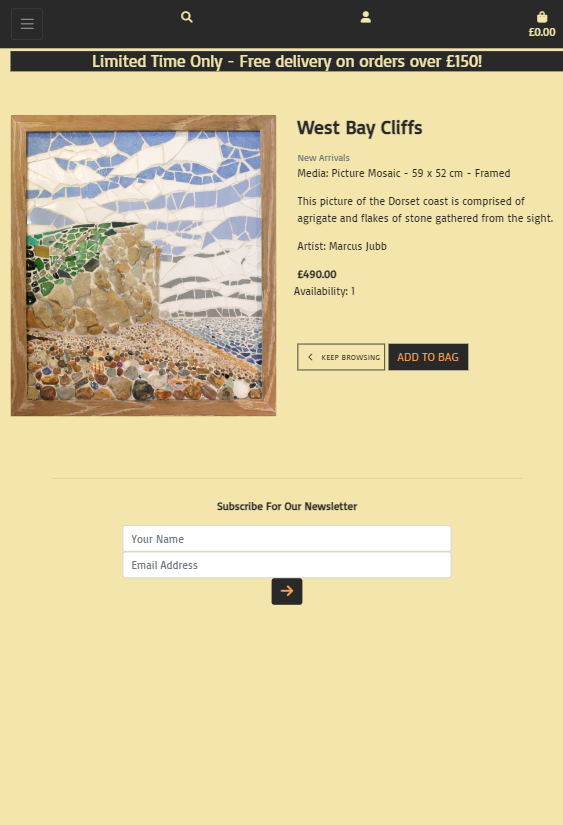 £0.00
Limited Time Only - Free delivery on orders over £150!
West Bay Cliffs
New Arrivals
Media: Picture Mosaic - 59 x 52 cm - Framed
This picture of the Dorset coast is comprised of
agrigate and flakes of stone gathered from the sight.
Artist: Marcus Jubb
£490.00
Availability: 1
KEEP BROWSING
ADD TO BAG
Subscribe For Our Newsletter
Your Name
Email Address